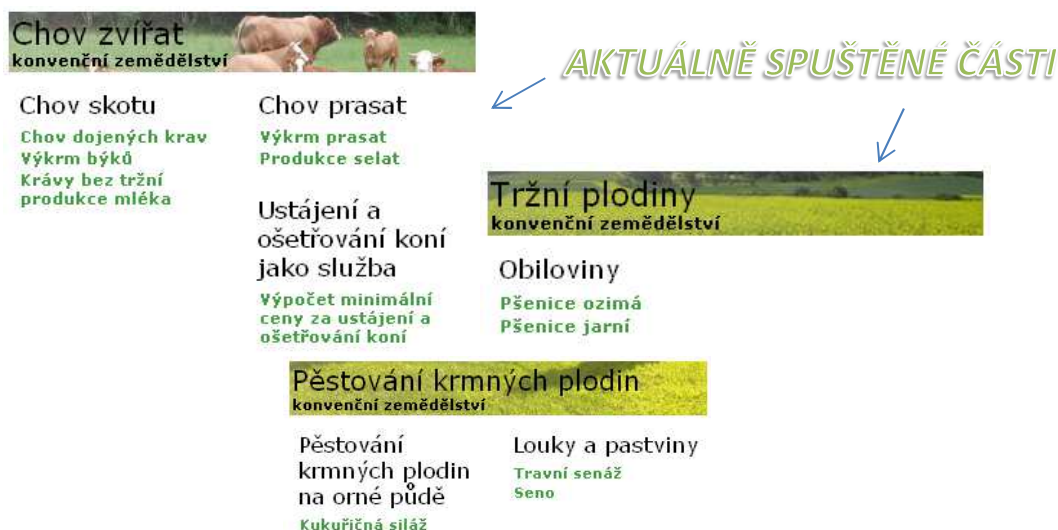 Chov zvířat
konvenční zemědělství
AKTUÁLNĚ SPUŠTĚNÉ ČÁSTI
Chov skotu
Chov dojených krav
Výkrm býků
Krávy bez tržní
produkce mléka
Chov prasat
Výkrm prasat
Produkce selat
Ustájení a
ošetřování koní
jako služba
Výpočet minimální
ceny za ustájení a
ošetřování koní
Tržní plodiny
konvenční zemědělství
Obiloviny
Pšenice ozimá
Pšenice jarní
Pěstování krmných plodin
konvenční zemědělství
Pěstování
krmných plodin
na orné půdě
Kukuřičná siláž
Louky a pastviny
Travní senáž
Seno